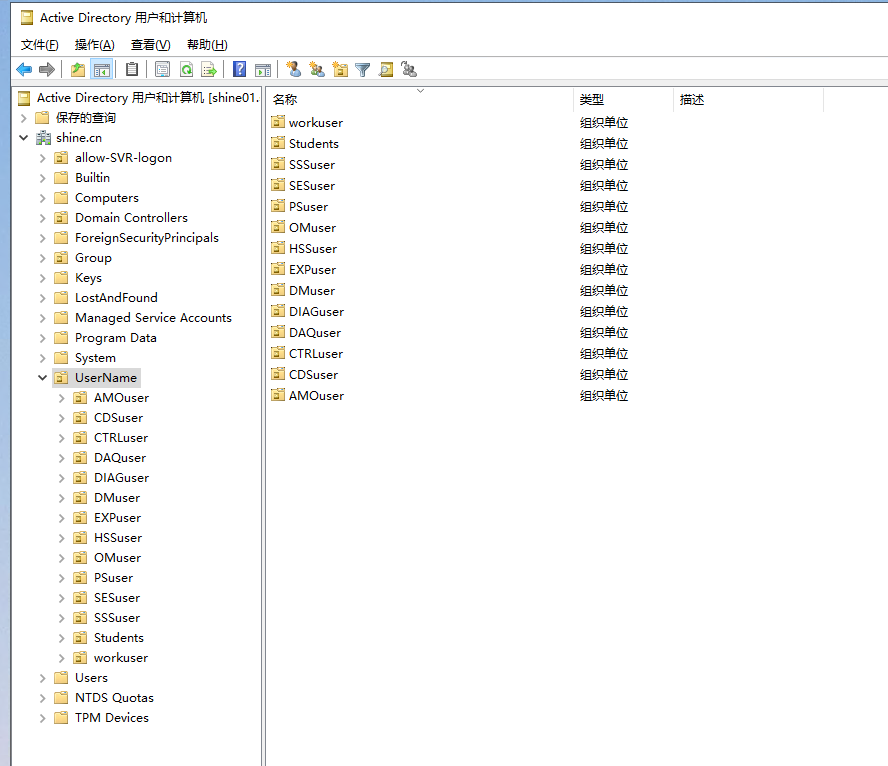 Active Directory 用户和计算机
文件(F) 操作(A) 查看(V) 帮助(H)
Active Directory 用户和计算机 [shine01.
保存的查询
shine.cn
allow-SVR-logon
Builtin
Computers
Domain Controllers
ForeignSecurityPrincipals
Group
Keys
LostAndFound
Managed Service Accounts
Program Data
System
UserName
AMOuser
CDSuser
CTRLuser
DAQuser
DIAGuser
DMuser
EXPuser
HSSuser
OMuser
PSuser
SESuser
SSSuser
Students
workuser
Users
NTDS Quotas
TPM Devices
名称 类型 描述
workuser 组织单位
Students 组织单位
SSSuser 组织单位
SESuser 组织单位
PSuser 组织单位
OMuser 组织单位
HSSuser 组织单位
EXPuser 组织单位
DMuser 组织单位
DIAGuser 组织单位
DAQuser 组织单位
CTRLuser 组织单位
CDSuser 组织单位
AMOuser 组织单位